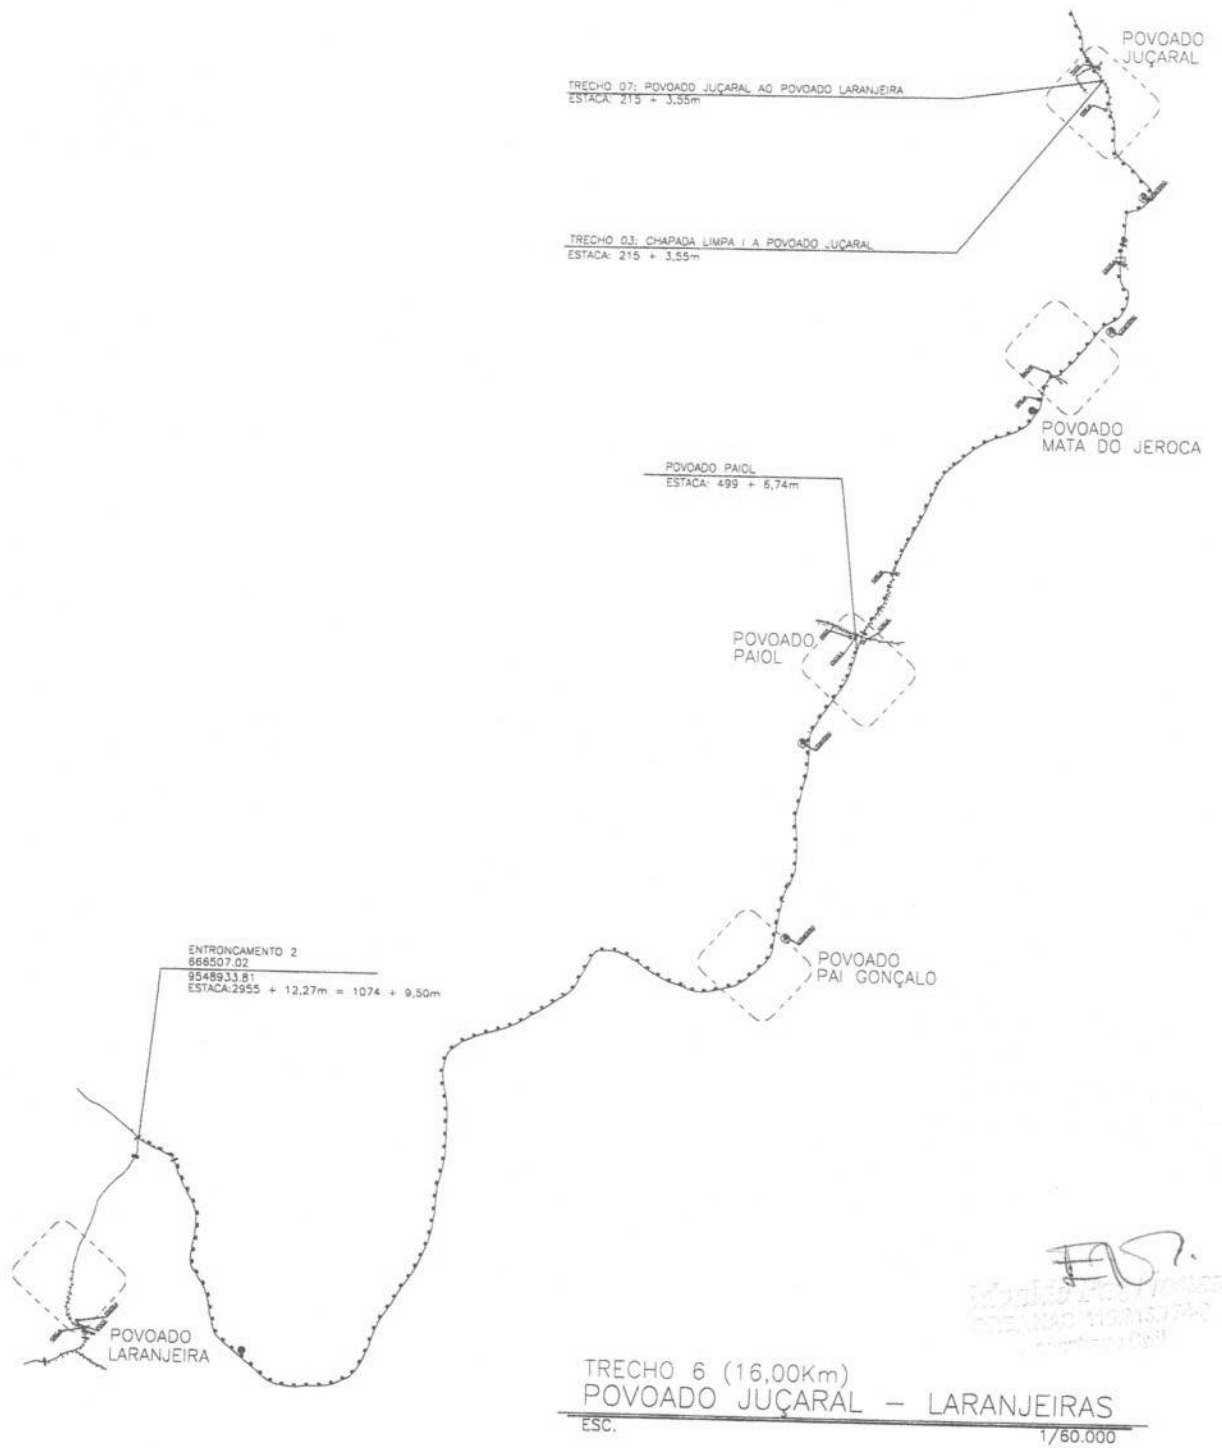 POVOADO
JUÇARAL
TRECHO 07: POVOADO JUÇARAL AO POVOADO LARANJEIRA
ESTACA: 215 + 3,55m
TRECHO 03: CHAPADA LIMPA I A POVOADO JUÇARAL
ESTACA: 215 + 3,55m
POVOADO
MATA DO JEROCA
POVOADO PAIOL
ESTACA: 499 + 6,74m
POVOADO
PAIOL
ENTRONCAMENTO 2
666507.02
9548933.81
ESTACA:2955 + 12,27m = 1074 + 9,50m
POVOADO
PAI GONÇALO
POVOADO
LARANJEIRA
TRECHO 6 (16,00Km)
POVOADO JUÇARAL — LARANJEIRAS
ESC.
1/60.000